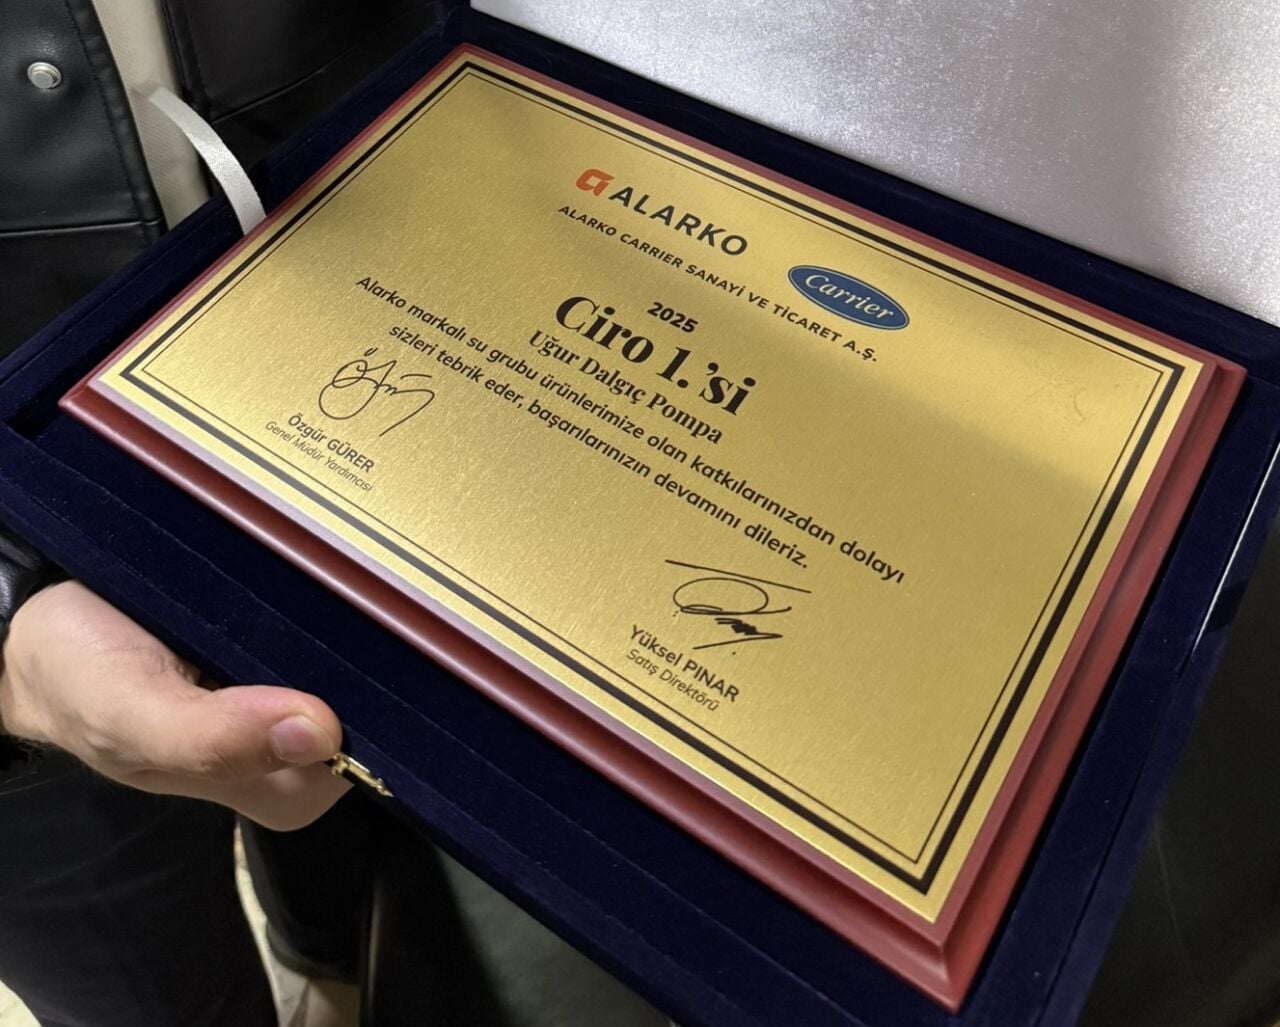 ALARKO
Carrier
ALARKO CARRIER SANAYİ VE TİCARET A.Ş.
2025
Ciro 1.'si
Uğur Dalgıç Pompa
Alarko markalı su grubu ürünlerimize olan katkılarınızdan dolayı
sizleri tebrik eder, başarılarınızın devamını dileriz.
Özgür GÜRER
Genel Müdür Yardımcısı
Yüksel PINAR
Satış Direktörü